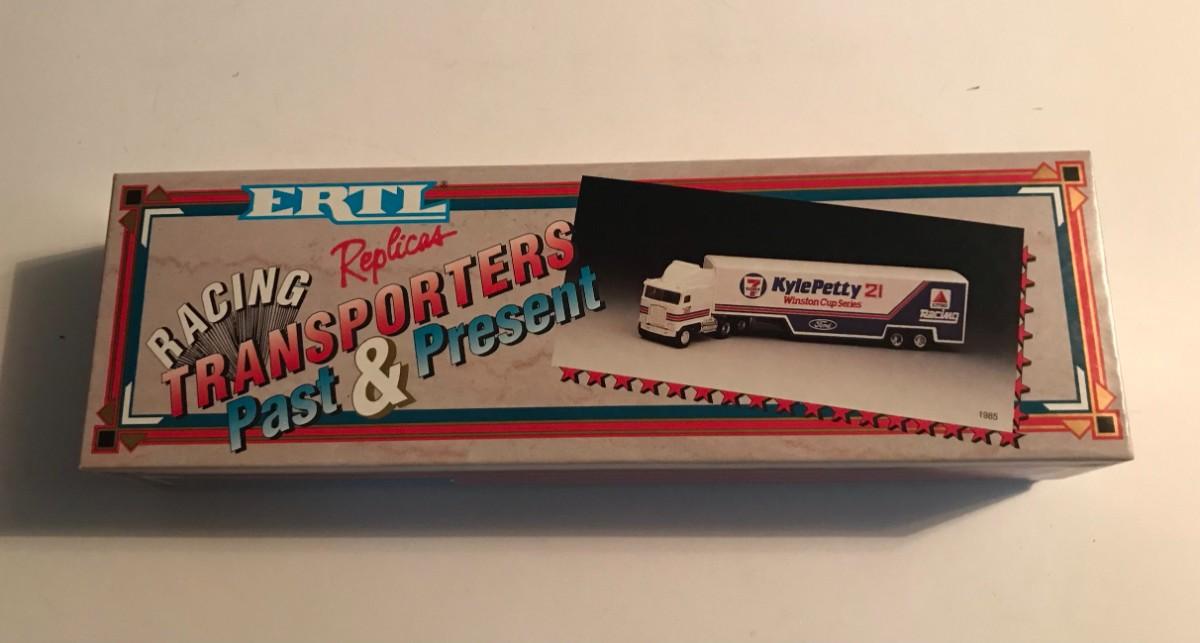 ERTL
Replicas
RACING
TRANSPORTERS
Past & Present
7
Kyle Petty 21
Winston Cup Series
Ford
CITGO
Racing
1985